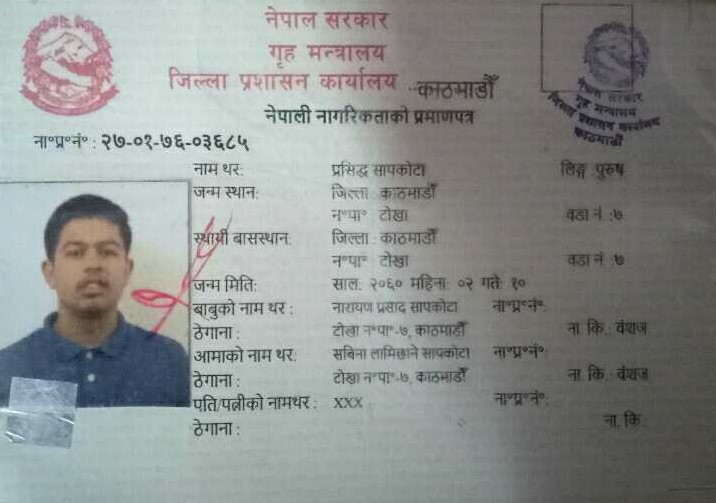 नेपाल सरकार
गृह मन्त्रालय
जिल्ला प्रशासन कार्यालय काठमाडौँ
नेपाली नागरिकताको प्रमाणपत्र
ना°प्र°नं° : २७-०१-७६-०३६८५
नेपाल सरकार
गृह मन्त्रालय
जिल्ला प्रशासन कार्यालय
काठमाडौँ
नाम थर: प्रसिद्ध सापकोटा लिङ्ग पुरुष
जन्म स्थान: जिल्ला काठमाडौँ
न°पा° टोखा वडा नं :७
स्थायी बासस्थान: जिल्ला : काठमाडौँ
न°पा° टोखा वडा नं ७
जन्म मिति: साल: २०६० महिना: ०२ गते १०
बाबुको नाम थर : नारायण प्रसाद सापकोटा ना°प्र°नं°
ठेगाना : टोखा न°पा°-७, काठमाडौँ ना. कि.: वंशज
आमाको नाम थर: सबिना लामिछाने सापकोटा ना°प्र°नं°
ठेगाना : टोखा न°पा°-७, काठमाडौँ ना. कि.: वंशज
पति/पत्नीको नामथर : XXX ना°प्र°नं°
ठेगाना : ना. कि.